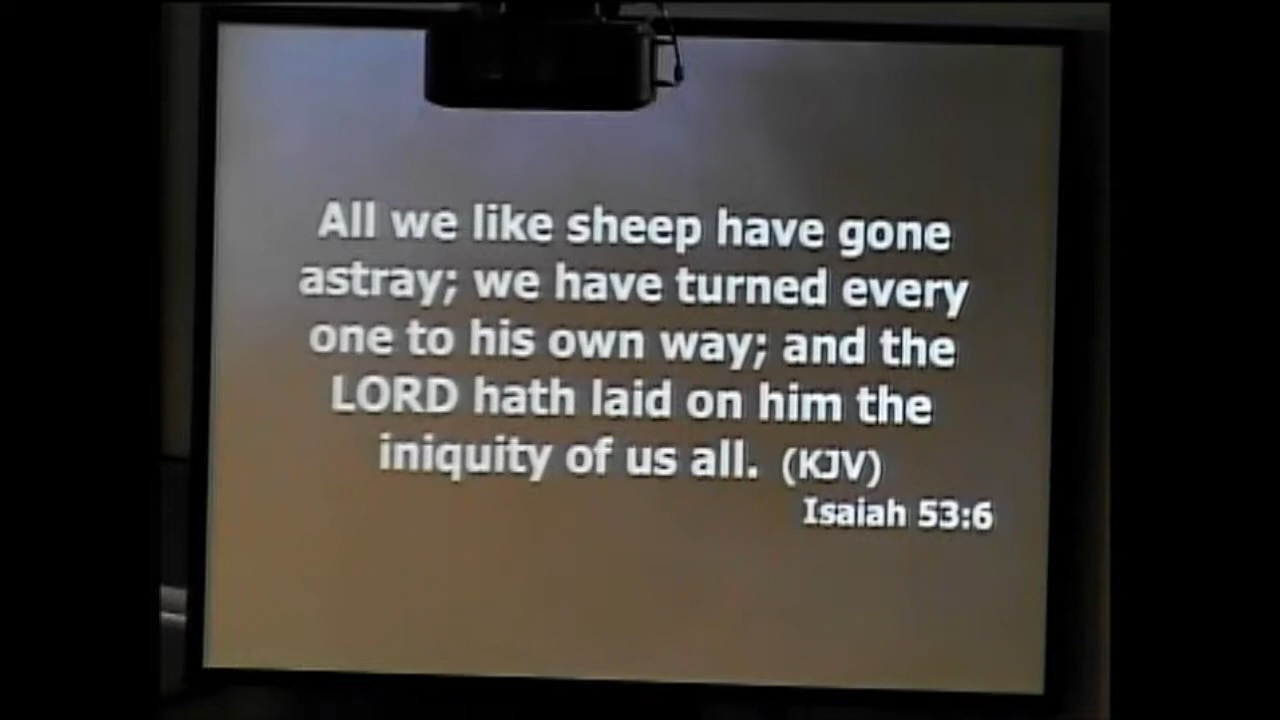 All we like sheep have gone
astray; we have turned every
one to his own way; and the
LORD hath laid on him the
iniquity of us all. (KJV)
Isaiah 53:6